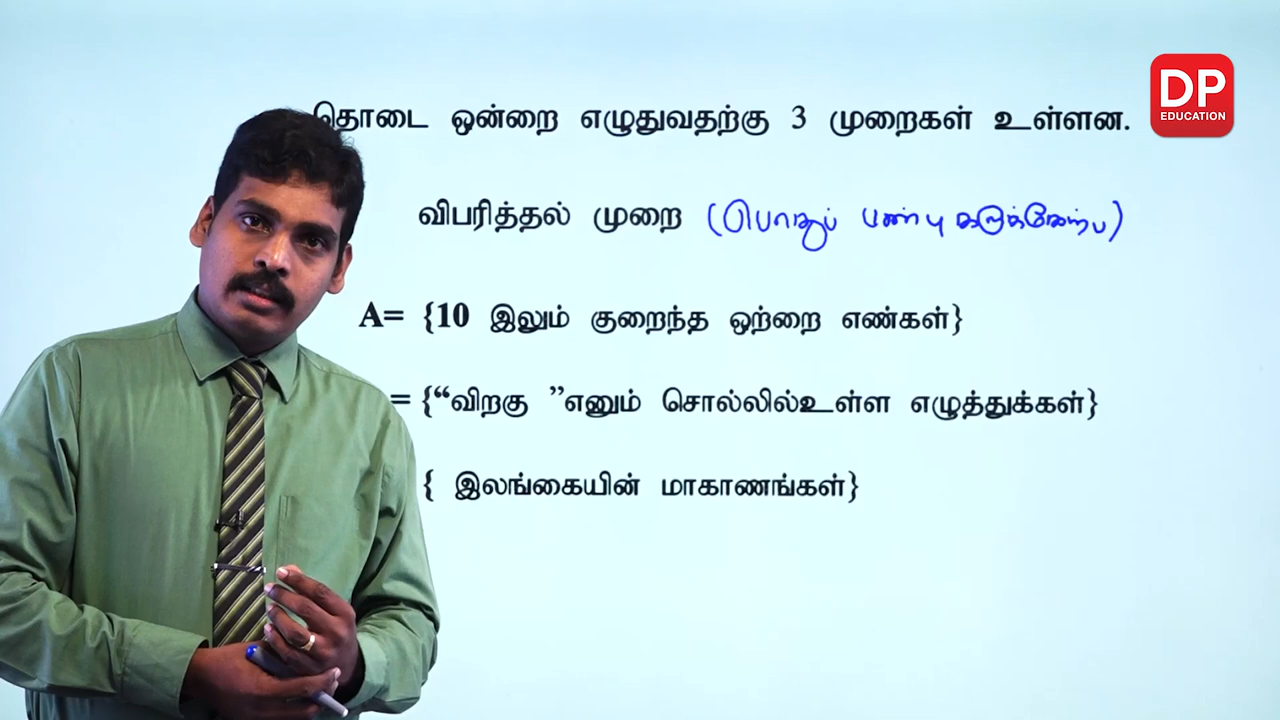 தொடை ஒன்றை எழுதுவதற்கு 3 முறைகள் உள்ளன.
DP
EDUCATION
விபரித்தல் முறை (பொதுப் பண்புகளுக்கேற்ப)
A= {10 இலும் குறைந்த ஒற்றை எண்கள்}
= {“விறகு ”எனும் சொல்லில்உள்ள எழுத்துக்கள்}
{ இலங்கையின் மாகாணங்கள்}